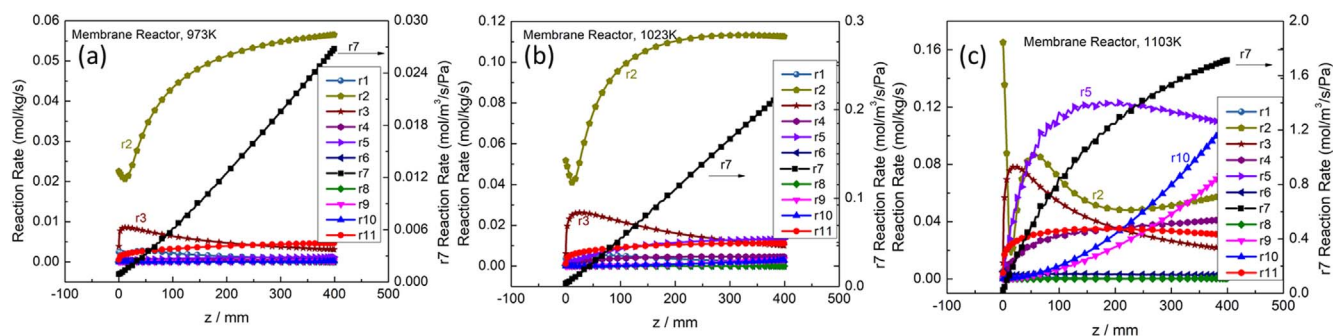 (a)
Membrane Reactor, 973K
Reaction Rate (mol/kg/s)
0.06
0.05
0.04
0.03
0.02
0.01
0.00
-100
0
100
200
300
400
500
z / mm
r2
r3
r7
r1
r2
r3
r4
r5
r6
r7
r8
r9
r10
r11
0.030
0.024
0.018
0.012
0.006
0.000
r7 Reaction Rate (mol/m³/s/Pa)
(b)
Membrane Reactor, 1023K
Reaction Rate (mol/kg/s)
0.12
0.10
0.08
0.06
0.04
0.02
0.00
-100
0
100
200
300
400
500
z / mm
r2
r3
r7
r1
r2
r3
r4
r5
r6
r7
r8
r9
r10
r11
0.3
0.2
0.1
0.0
r7 Reaction Rate (mol/m³/s/Pa)
(c)
Membrane Reactor, 1103K
Reaction Rate (mol/kg/s)
0.16
0.12
0.08
0.04
0.00
-100
0
100
200
300
400
500
z / mm
r5
r2
r10
r7
r1
r2
r3
r4
r5
r6
r7
r8
r9
r10
r11
2.0
1.6
1.2
0.8
0.4
0.0
r7 Reaction Rate (mol/m³/s/Pa)